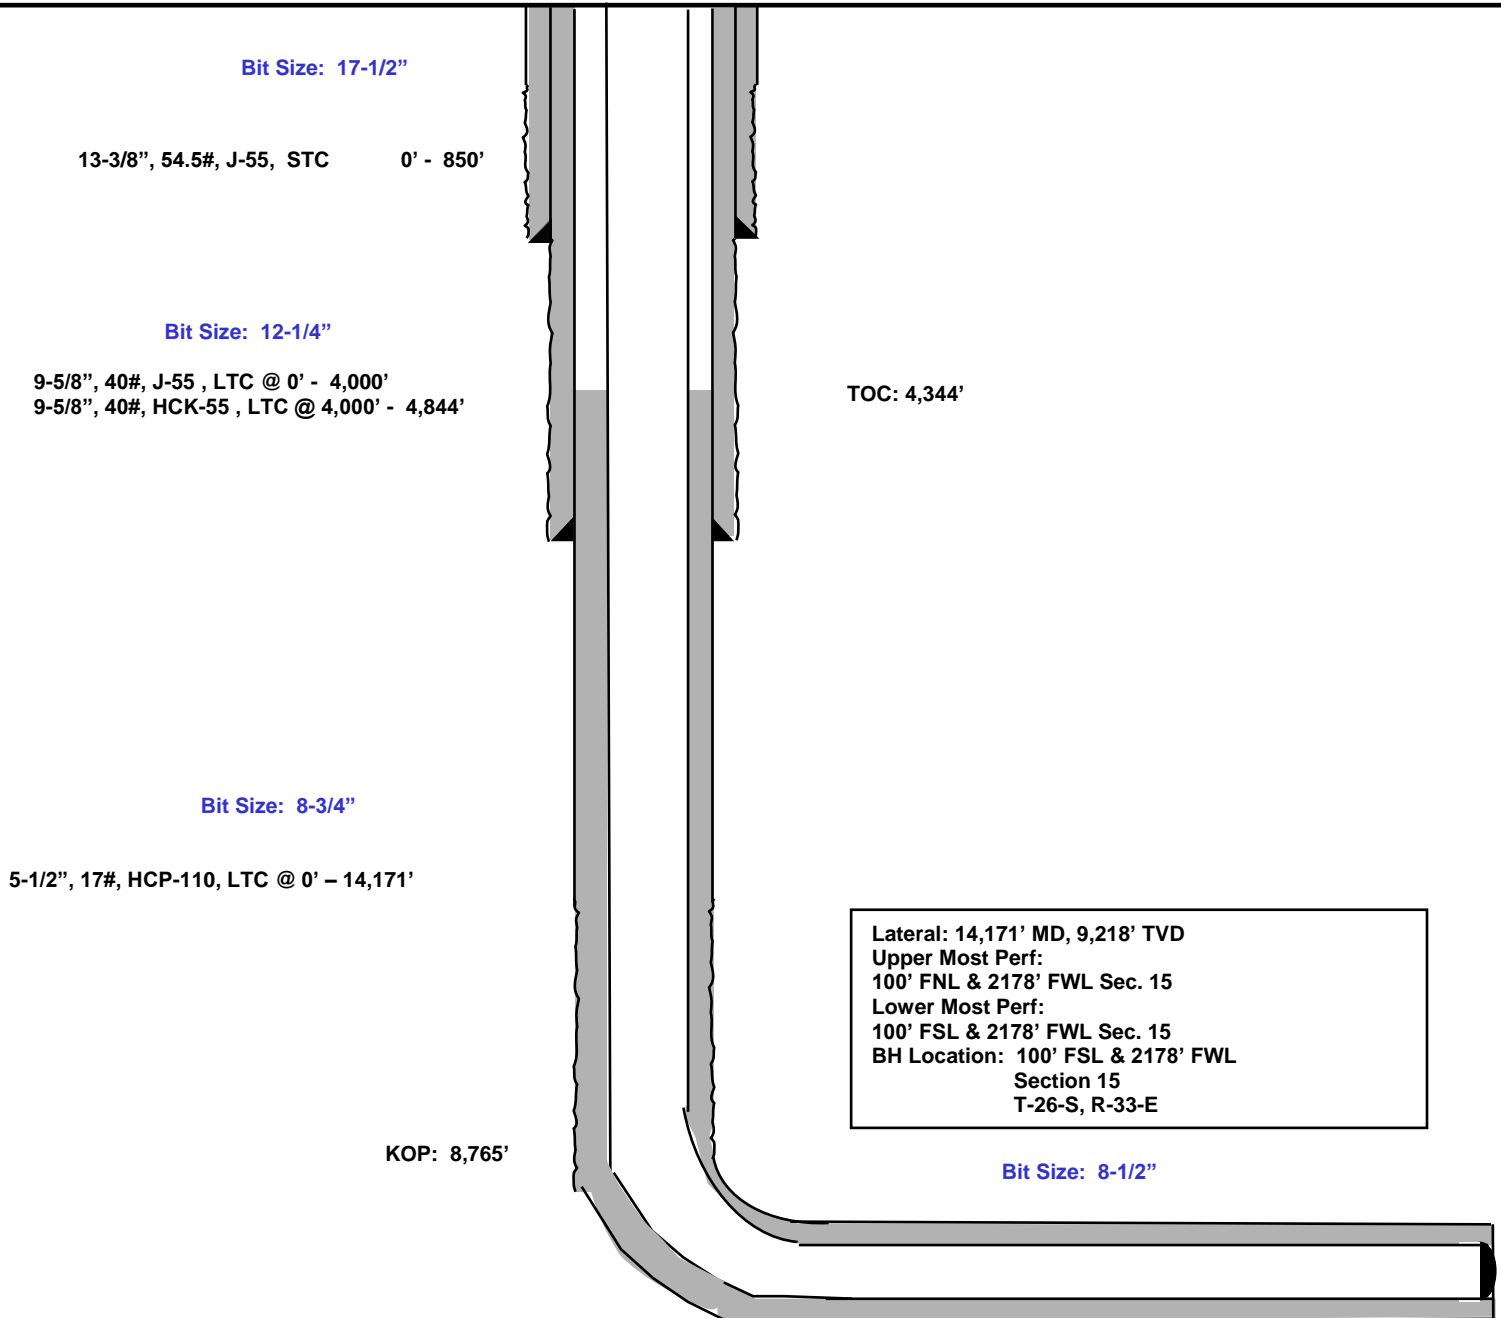 Bit Size: 17-1/2”
13-3/8”, 54.5#, J-55, STC 0’ - 850’
Bit Size: 12-1/4”
9-5/8”, 40#, J-55 , LTC @ 0’ - 4,000’
9-5/8”, 40#, HCK-55 , LTC @ 4,000’ - 4,844’
TOC: 4,344’
Bit Size: 8-3/4”
5-1/2”, 17#, HCP-110, LTC @ 0’ – 14,171’
Lateral: 14,171’ MD, 9,218’ TVD
Upper Most Perf:
100’ FNL & 2178’ FWL Sec. 15
Lower Most Perf:
100’ FSL & 2178’ FWL Sec. 15
BH Location: 100’ FSL & 2178’ FWL
Section 15
T-26-S, R-33-E
KOP: 8,765’
Bit Size: 8-1/2”